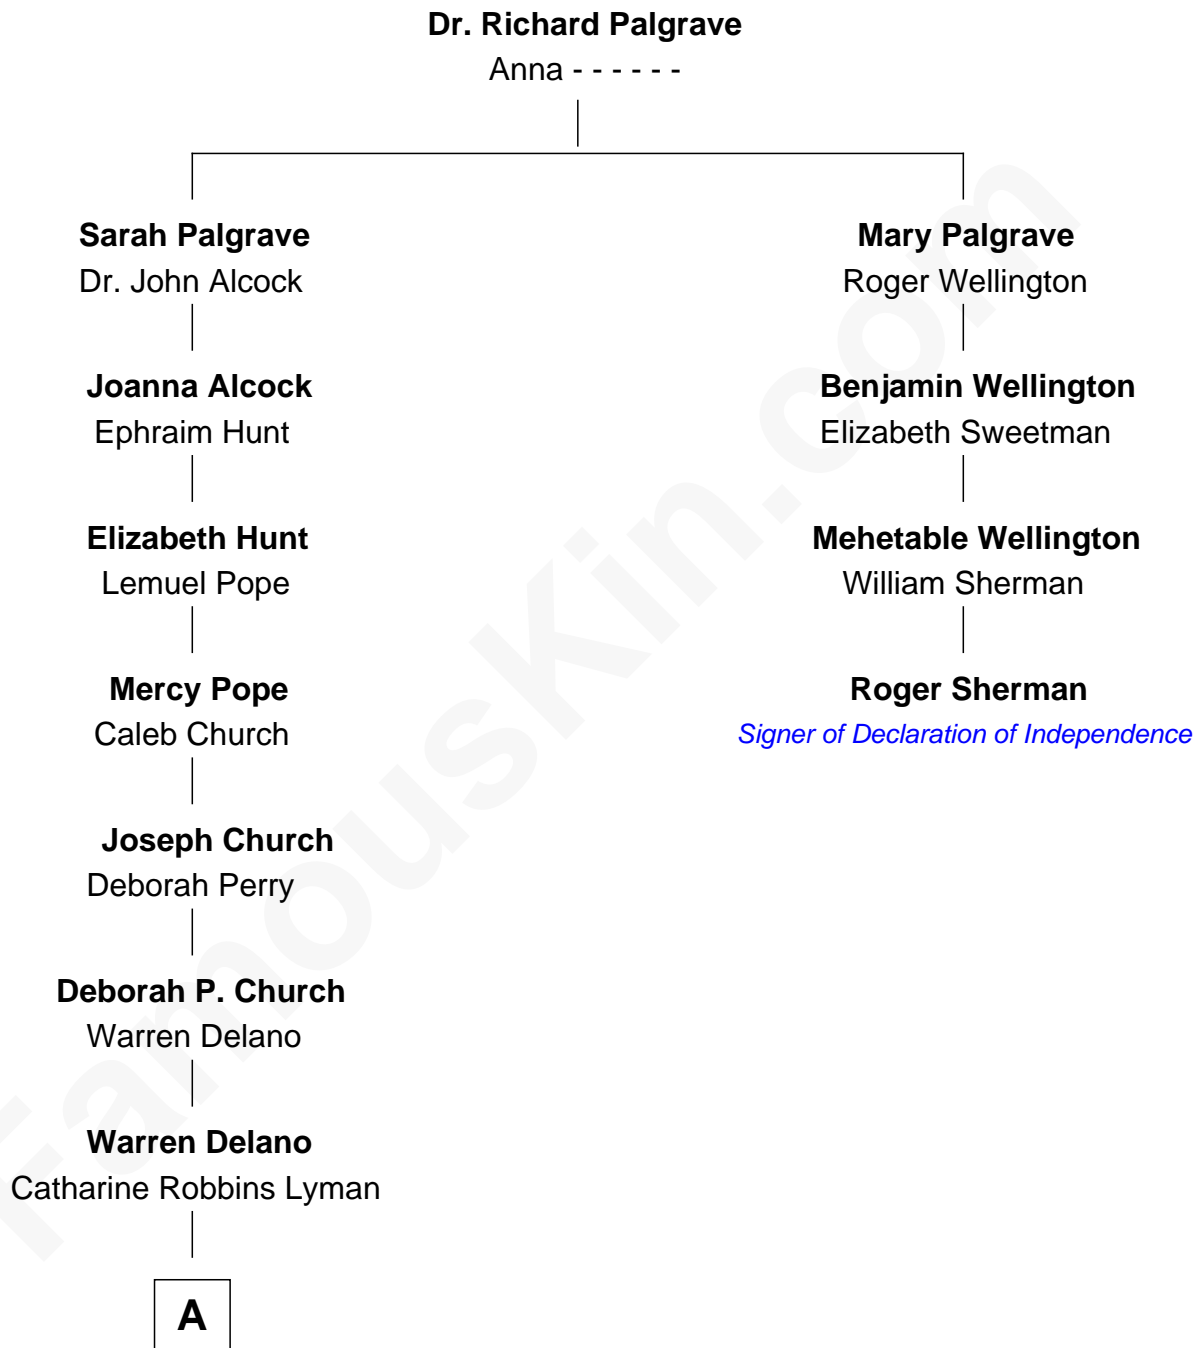 Dr. Richard Palgrave
Anna - - - - - -
Sarah Palgrave
Dr. John Alcock
Mary Palgrave
Roger Wellington
Joanna Alcock
Ephraim Hunt
Benjamin Wellington
Elizabeth Sweetman
Elizabeth Hunt
Lemuel Pope
Mehetable Wellington
William Sherman
Mercy Pope
Caleb Church
Roger Sherman
Signer of Declaration of Independence
Joseph Church
Deborah Perry
Deborah P. Church
Warren Delano
Warren Delano
Catharine Robbins Lyman
A
FamousKin.com